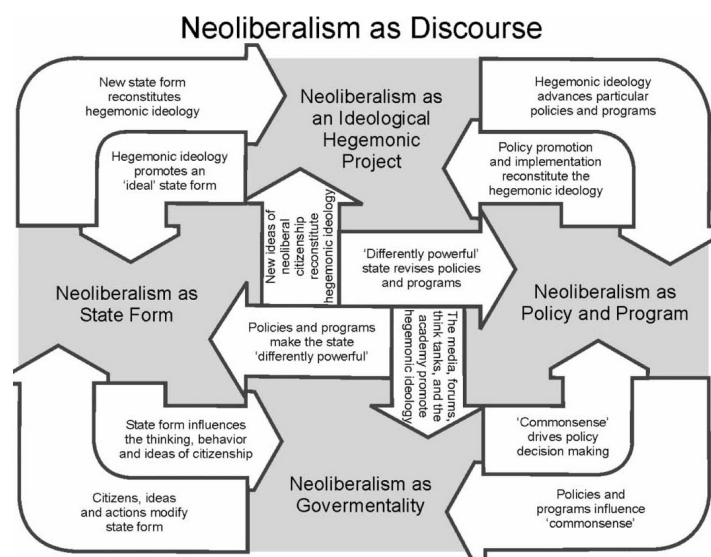 Neoliberalism as Discourse
New state form
reconstitutes
hegemonic ideology
Hegemonic ideology
promotes an
'ideal' state form
Neoliberalism as
an Ideological
Hegemonic
Project
Hegemonic ideology
advances particular
policies and programs
Policy promotion
and implementation
reconstitute the
hegemonic ideology
New ideas of
neoliberal
citizenship
reconstitute
hegemonic ideology
'Differently powerful'
state revises policies
and programs
Neoliberalism as
State Form
Neoliberalism as
Policy and Program
Policies and programs
make the state
'differently powerful'
The media, forums,
think tanks, and the
academy promote
hegemonic ideology
State form influences
the thinking, behavior
and ideas of citizenship
Citizens, ideas
and actions modify
state form
Neoliberalism as
Govermentality
'Commonsense'
drives policy
decision making
Policies and
programs influence
'commonsense'